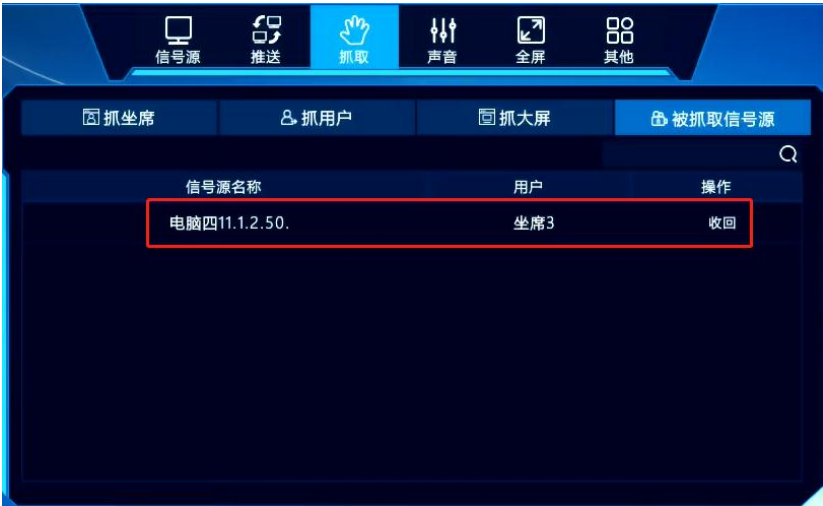 信号源 推送 抓取 声音 全屏 其他
抓坐席 抓用户 抓大屏 被抓取信号源
信号源名称 用户 操作
电脑四11.1.2.50. 坐席3 收回